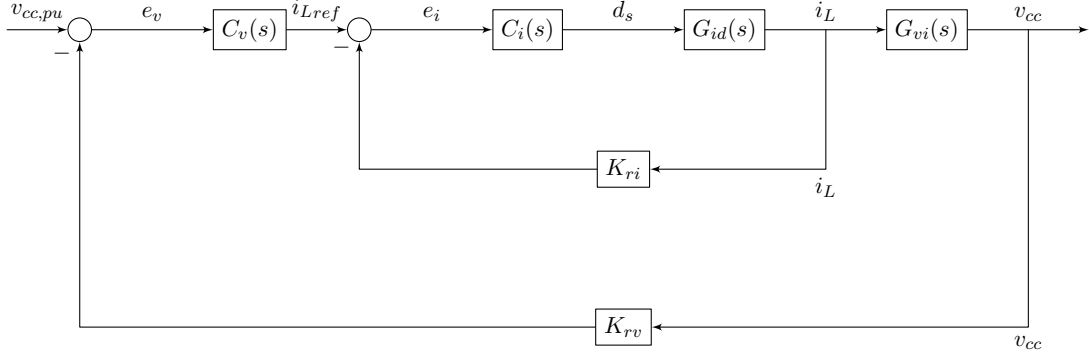 v_{cc,pu} e_v C_v(s) i_{Lref} e_i C_i(s) d_s G_{id}(s) i_L G_{vi}(s) v_{cc}
− −
K_{ri}
i_L
K_{rv}
v_{cc}